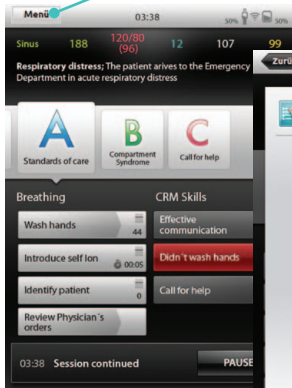 Menü 03:38 50% 50%
Sinus 188 120/80 12 107 99
(96)
Respiratory distress; The patient arives to the Emergency
Department in acute respiratory distress
Zurü
A B C
Standards of care Compartment Syndrome Call for help
Breathing CRM Skills
Wash hands 44 Effective communication
Introduce self Ion 00:05 Didn´t wash hands
Identify patient 0 Call for help
Review Physician´s
orders
03:38 Session continued PAUSE